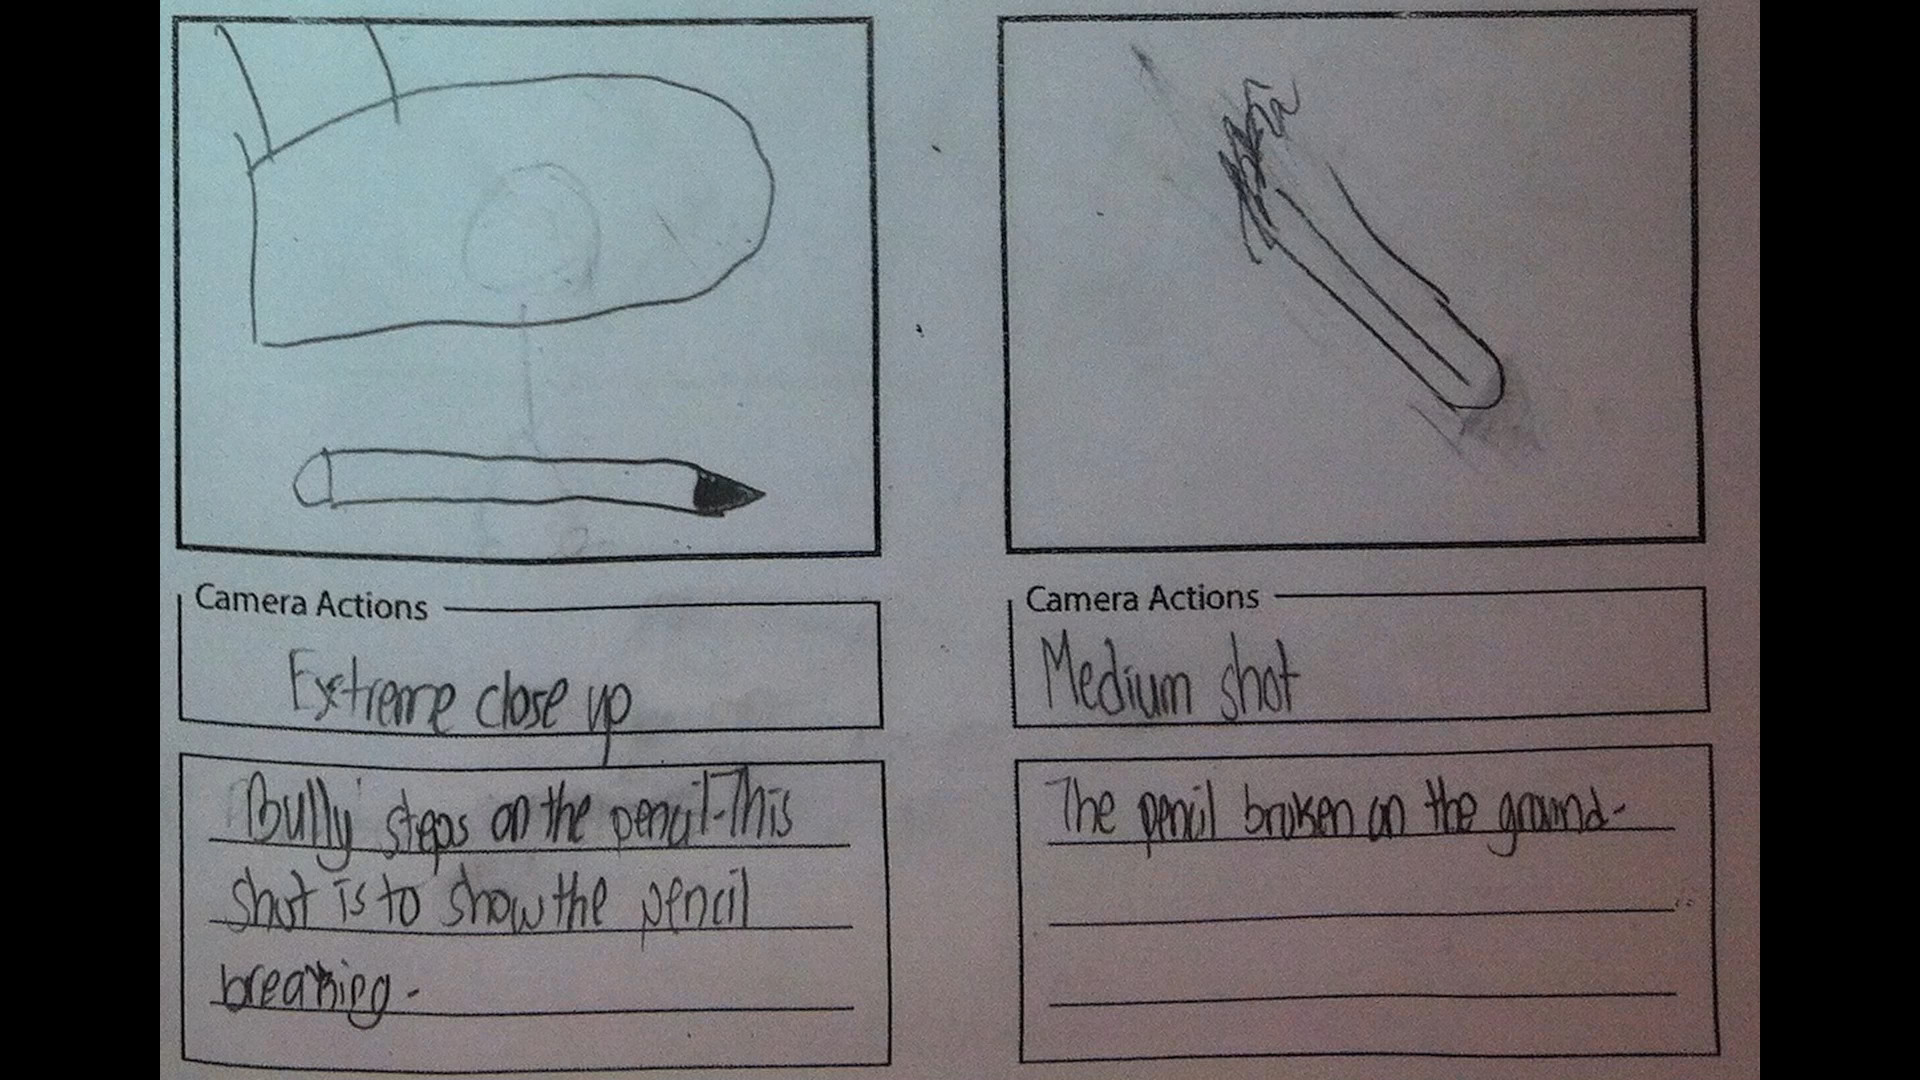 Camera Actions
Extreme close up
Bully steps on the pencil. This
shot is to show the pencil
breaking.
Camera Actions
Medium shot
The pencil broken on the ground.